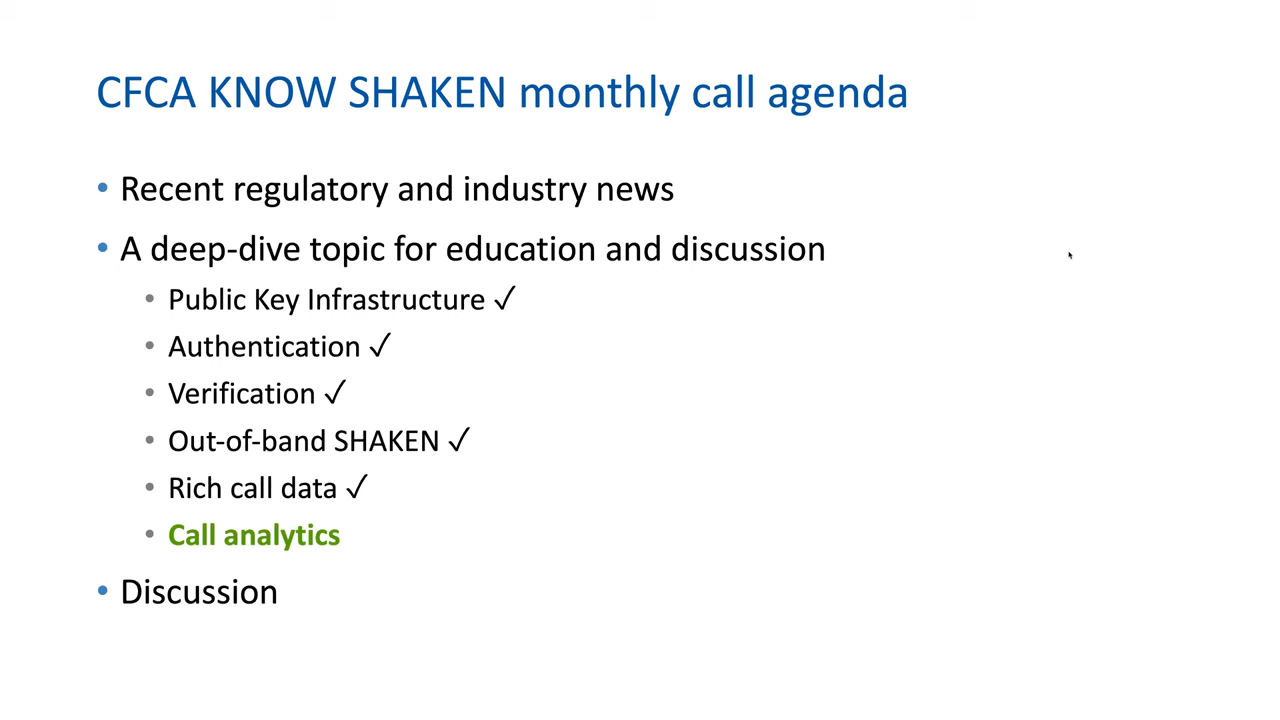 CFCA KNOW SHAKEN monthly call agenda
• Recent regulatory and industry news
• A deep-dive topic for education and discussion
• Public Key Infrastructure ✓
• Authentication ✓
• Verification ✓
• Out-of-band SHAKEN ✓
• Rich call data ✓
• Call analytics
• Discussion